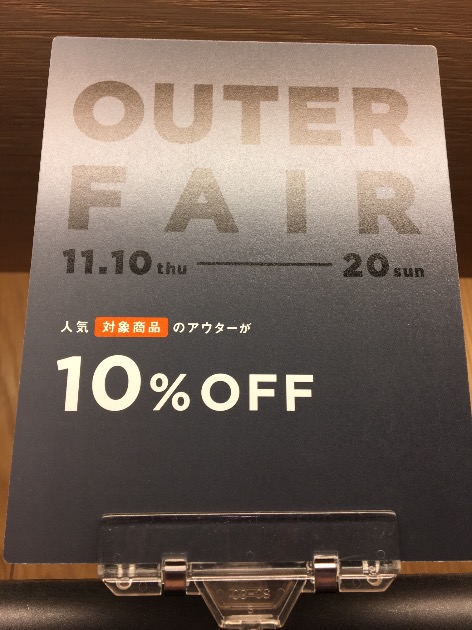 OUTER
FAIR
11.10 thu — 20 sun
人気 対象商品 のアウターが
10%OFF